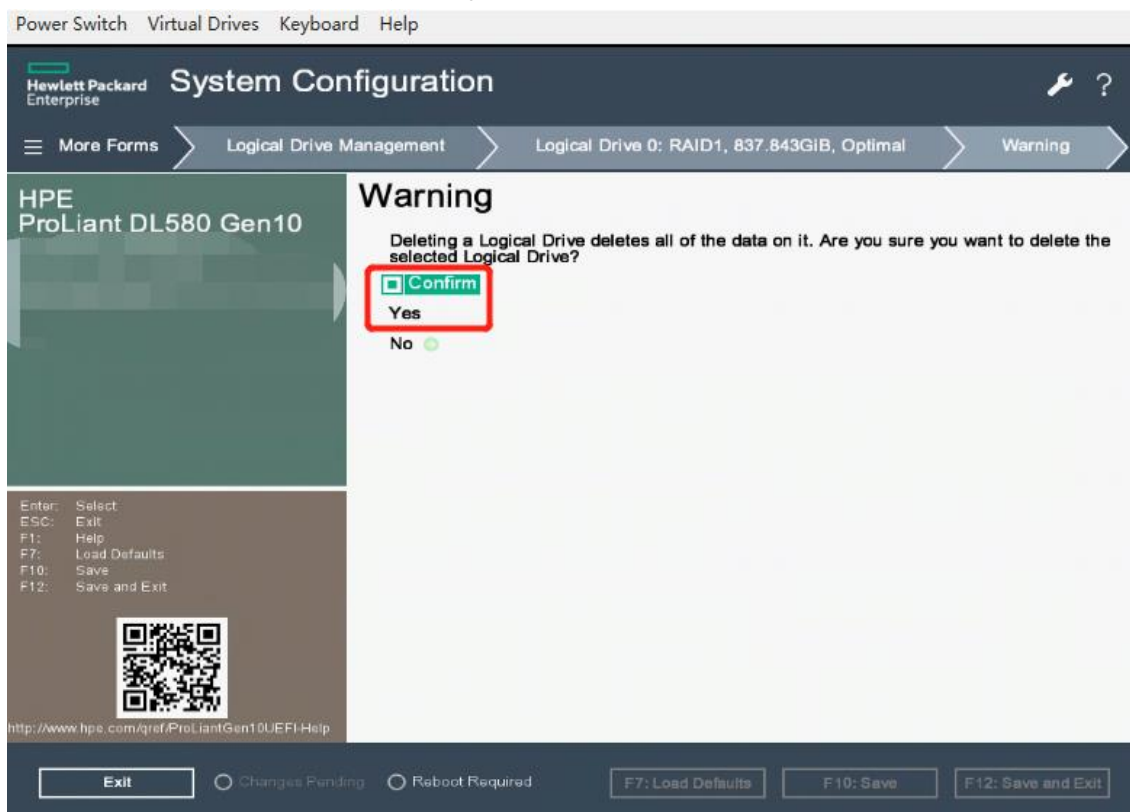 Power Switch Virtual Drives Keyboard Help
Hewlett Packard
Enterprise
System Configuration
?
More Forms Logical Drive Management Logical Drive 0: RAID1, 837.843GiB, Optimal Warning
HPE
ProLiant DL580 Gen10
Warning
Deleting a Logical Drive deletes all of the data on it. Are you sure you want to delete the
selected Logical Drive?
Confirm
Yes
No
Enter: Select
ESC: Exit
F1: Help
F7: Load Defaults
F10: Save
F12: Save and Exit
http://www.hpe.com/qref/ProLiantGen10UEFI-Help
Exit Changes Pending Reboot Required F7: Load Defaults F10: Save F12: Save and Exit